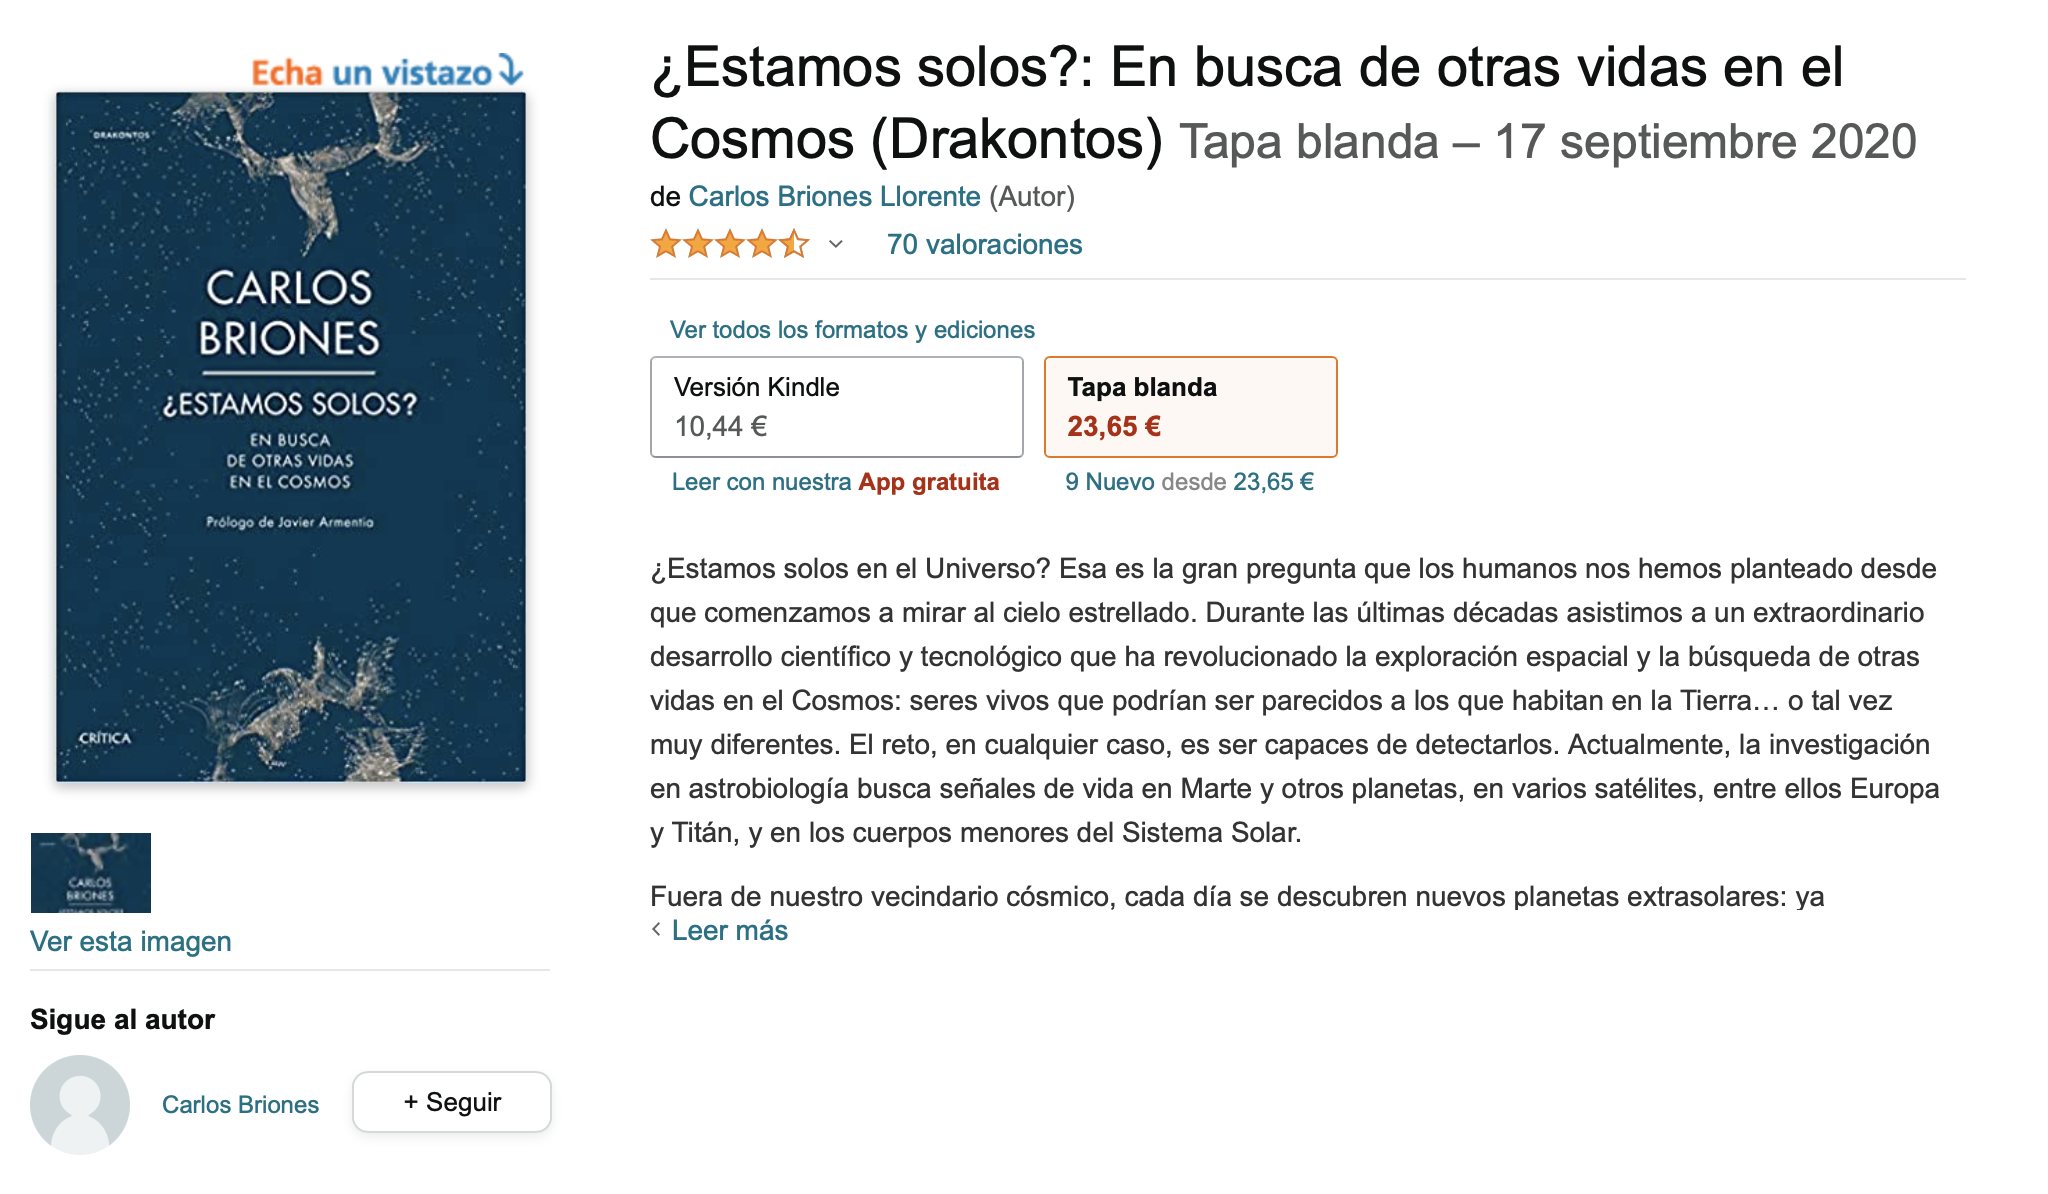 Echa un vistazo
DRAKONTOS
CARLOS
BRIONES
¿ESTAMOS SOLOS?
EN BUSCA
DE OTRAS VIDAS
EN EL COSMOS
Prólogo de Javier Armentia
CRÍTICA
CARLOS
BRIONES
¿ESTAMOS SOLOS?
Ver esta imagen
Sigue al autor
Carlos Briones
+ Seguir
¿Estamos solos?: En busca de otras vidas en el
Cosmos (Drakontos) Tapa blanda – 17 septiembre 2020
de Carlos Briones Llorente (Autor)
70 valoraciones
Ver todos los formatos y ediciones
Versión Kindle
10,44 €
Leer con nuestra App gratuita
Tapa blanda
23,65 €
9 Nuevo desde 23,65 €
¿Estamos solos en el Universo? Esa es la gran pregunta que los humanos nos hemos planteado desde
que comenzamos a mirar al cielo estrellado. Durante las últimas décadas asistimos a un extraordinario
desarrollo científico y tecnológico que ha revolucionado la exploración espacial y la búsqueda de otras
vidas en el Cosmos: seres vivos que podrían ser parecidos a los que habitan en la Tierra… o tal vez
muy diferentes. El reto, en cualquier caso, es ser capaces de detectarlos. Actualmente, la investigación
en astrobiología busca señales de vida en Marte y otros planetas, en varios satélites, entre ellos Europa
y Titán, y en los cuerpos menores del Sistema Solar.
Fuera de nuestro vecindario cósmico, cada día se descubren nuevos planetas extrasolares: ya
Leer más